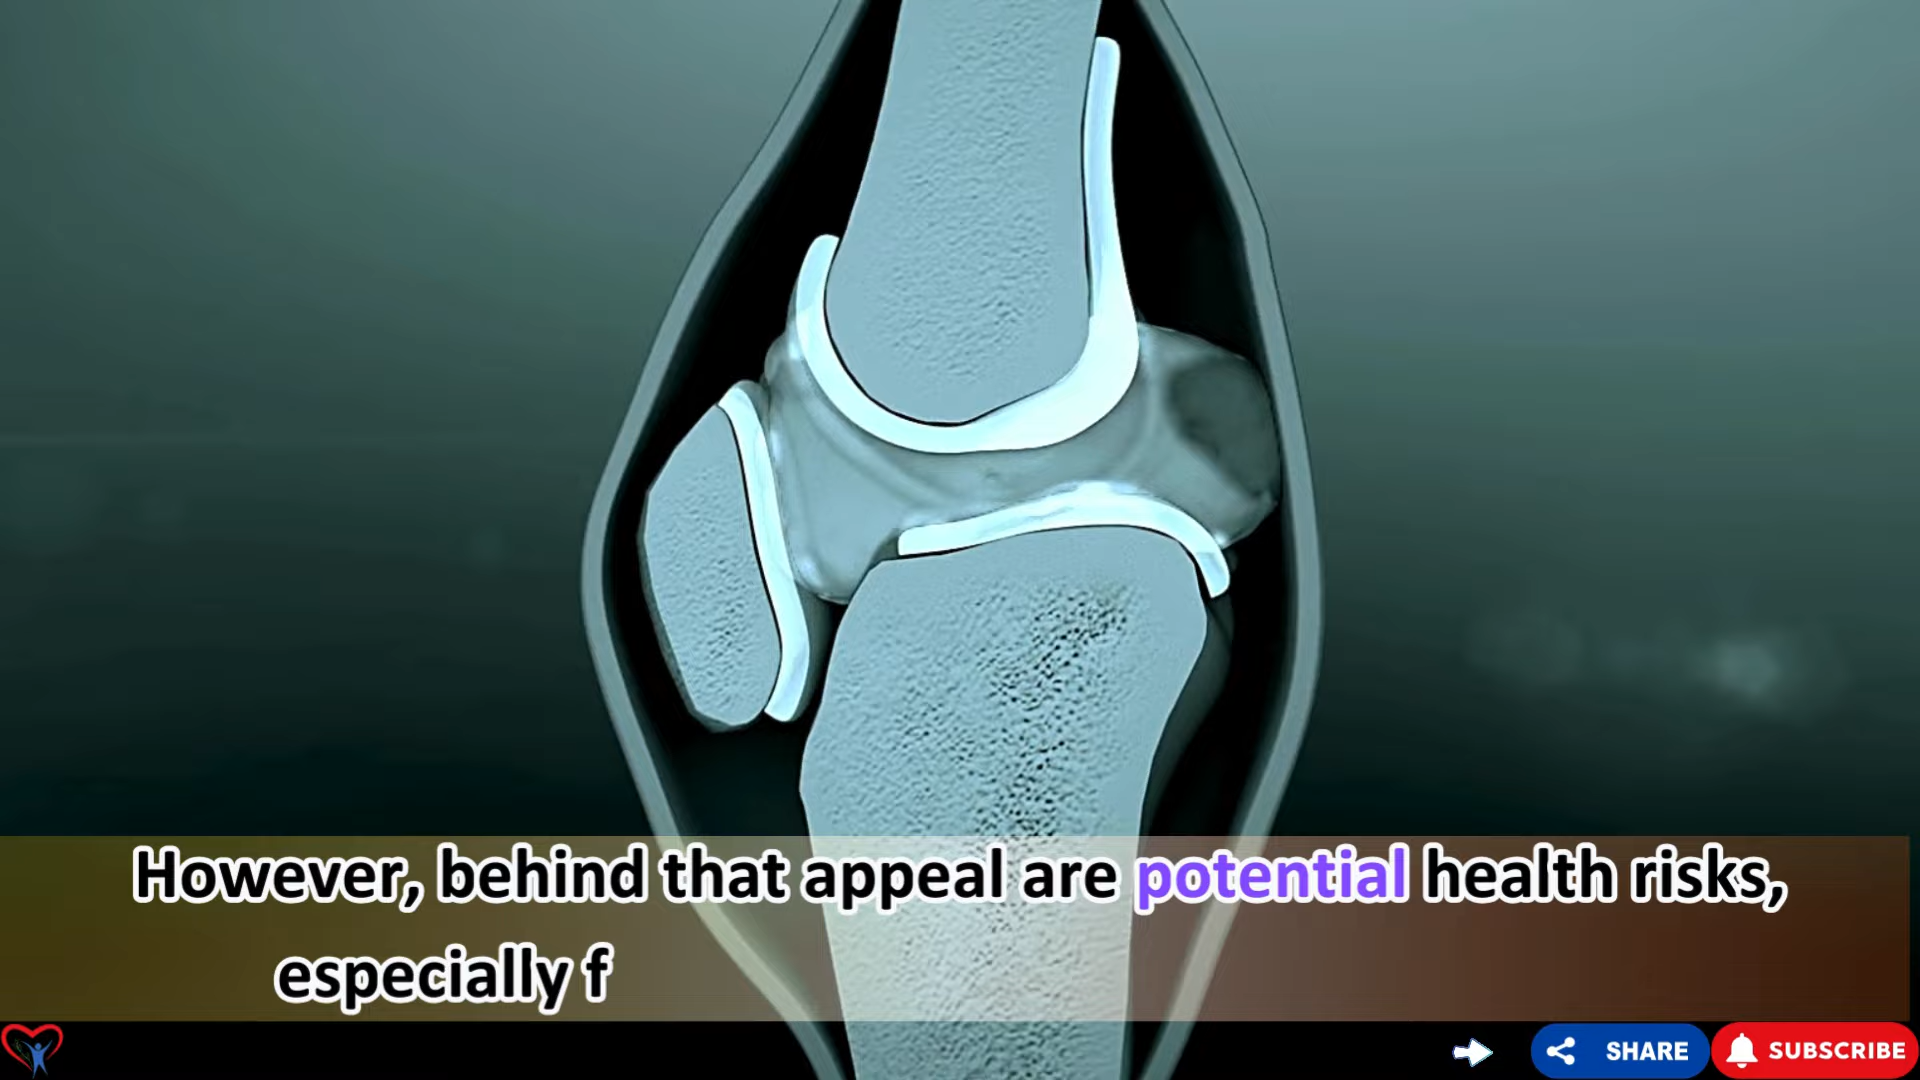 However, behind that appeal are potential health risks,
especially f
SHARE
SUBSCRIBE